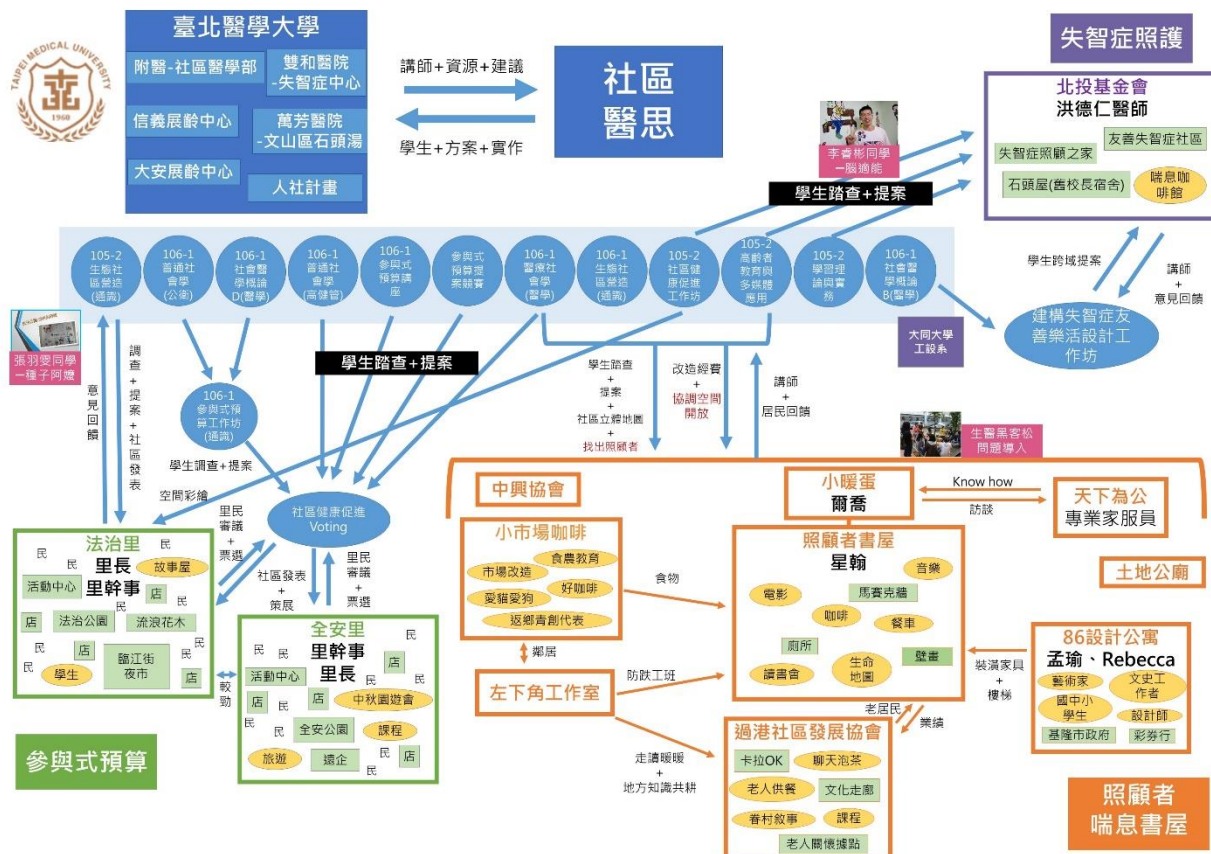 TAIPEI MEDICAL UNIVERSITY
1960
臺北醫學大學
附醫-社區醫學部
雙和醫院
-失智症中心
信義展齡中心
萬芳醫院
-文山區石頭湯
大安展齡中心
人社計畫
講師+資源+建議
學生+方案+實作
社區
醫思
李睿彬同學
—腦適能
學生踏查+提案
失智症照護
北投基金會
洪德仁醫師
友善失智症社區
失智症照顧之家
石頭屋(舊校長宿舍)
喘息咖
啡館
105-2
生態社
區營造
(通識)
106-1
普通社
會學
(公衛)
106-1
社會醫
學概論
D(醫學)
106-1
普通社
會學
(高健管)
106-1
參與式
預算講
座
參與式
預算提
案競賽
106-1
醫療社
會學
(醫學)
106-1
生態社
區營造
(通識)
105-2
社區健
康促進
工作坊
105-2
高齡者
教育與
多媒體
應用
105-2
學習理
論與實
務
106-1
社會醫
學概論
B(醫學)
學生跨域提案
講師
+
意見回饋
大同大學
工設系
建構失智症友
善樂活設計工
作坊
張羽雯同學
—種子阿嬤
意見回饋
調查+提案+社區發表
106-1
參與式預
算工作坊
(通識)
學生踏查+提案
學生調查+提案
空間彩繪
里民
審議
+
票選
社區健康促進
Voting
社區發表
+
策展
里民
審議
+
票選
學生踏查
+
提案
+
社區立體地圖
+
找出照顧者
改造經費
+
協調空間
開放
講師
+
居民回饋
生醫黑客松
問題導入
法治里
里長
里幹事
民
民
民
民
民
故事屋
活動中心
店
民
店
法治公園
流浪花木
民
店
民
民
學生
臨江街
夜市
民
店
較勁
全安里
里幹事
里長
民
民
民
店
活動中心
民
店
中秋園遊會
民
民
全安公園
課程
民
旅遊
遠企
民
店
民
參與式預算
中興協會
小市場咖啡
食農教育
市場改造
好咖啡
愛貓愛狗
返鄉青創代表
鄰居
左下角工作室
食物
防跌工班
走讀暖暖
+
地方知識共耕
小暖蛋
爾喬
Know how
訪談
天下為公
專業家服員
土地公廟
照顧者書屋
星翰
音樂
電影
馬賽克牆
咖啡
餐車
廁所
壁畫
讀書會
生命
地圖
裝潢家具
+
樓梯
86設計公寓
孟瑜、Rebecca
藝術家
文史工
作者
國中小
學生
設計師
基隆市政府
彩券行
老居民
業績
過港社區發展協會
卡拉OK
聊天泡茶
老人供餐
文化走廊
眷村敘事
課程
老人關懷據點
照顧者
喘息書屋